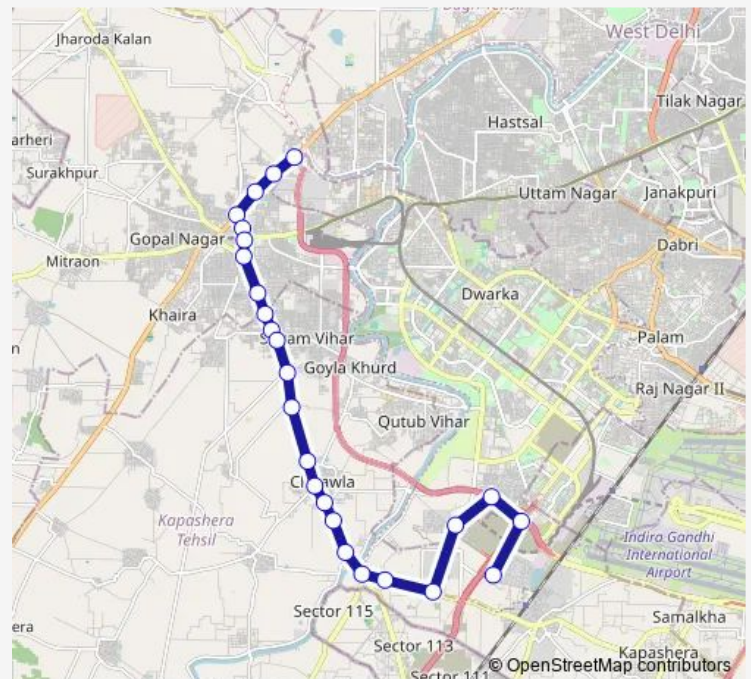 West Delhi
Jharoda Kalan
Tilak Nagar
Hastsal
Surakhpur
Uttam Nagar
Janakpuri
Gopal Nagar
Dabri
Mitraon
Dwarka
Khaira
Palam
Goyla Khurd
Raj Nagar II
Qutub Vihar
Kapashera
Tehsil
Indira Gandhi
International
Airport
Sector 115
Samalkha
Sector 113
Kapashera
Sector 111
© OpenStreetMap contributors